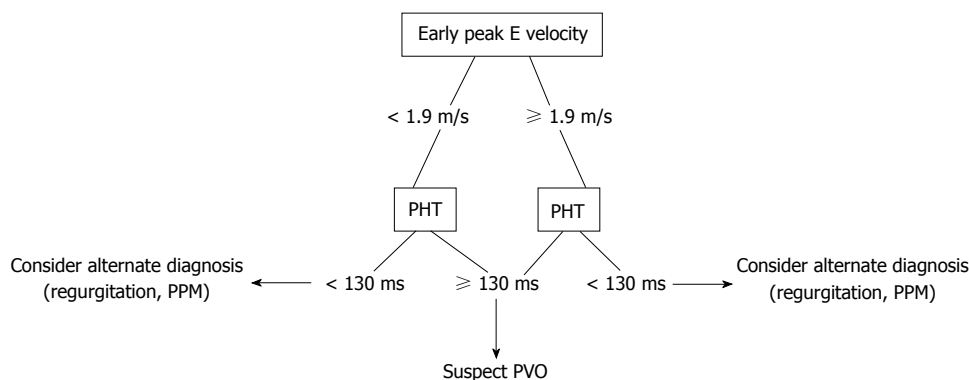 Early peak E velocity
< 1.9 m/s
≥ 1.9 m/s
PHT
PHT
Consider alternate diagnosis
(regurgitation, PPM)
< 130 ms
≥ 130 ms
< 130 ms
Consider alternate diagnosis
(regurgitation, PPM)
Suspect PVO